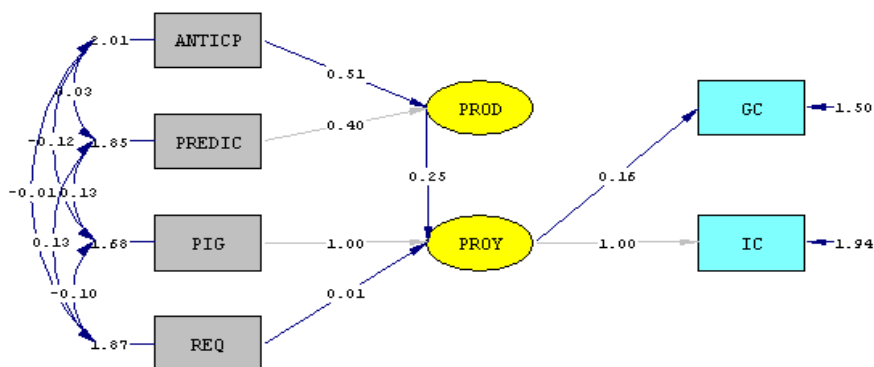 2.01 ANTICP
0.51
0.03
PROD
GC 1.50
-0.12
0.40
1.85 PREDIC
0.25
0.16
-0.01 0.13
0.13 1.68 PIG 1.00 PROY 1.00 IC 1.94
-0.10
0.01
1.87 REQ